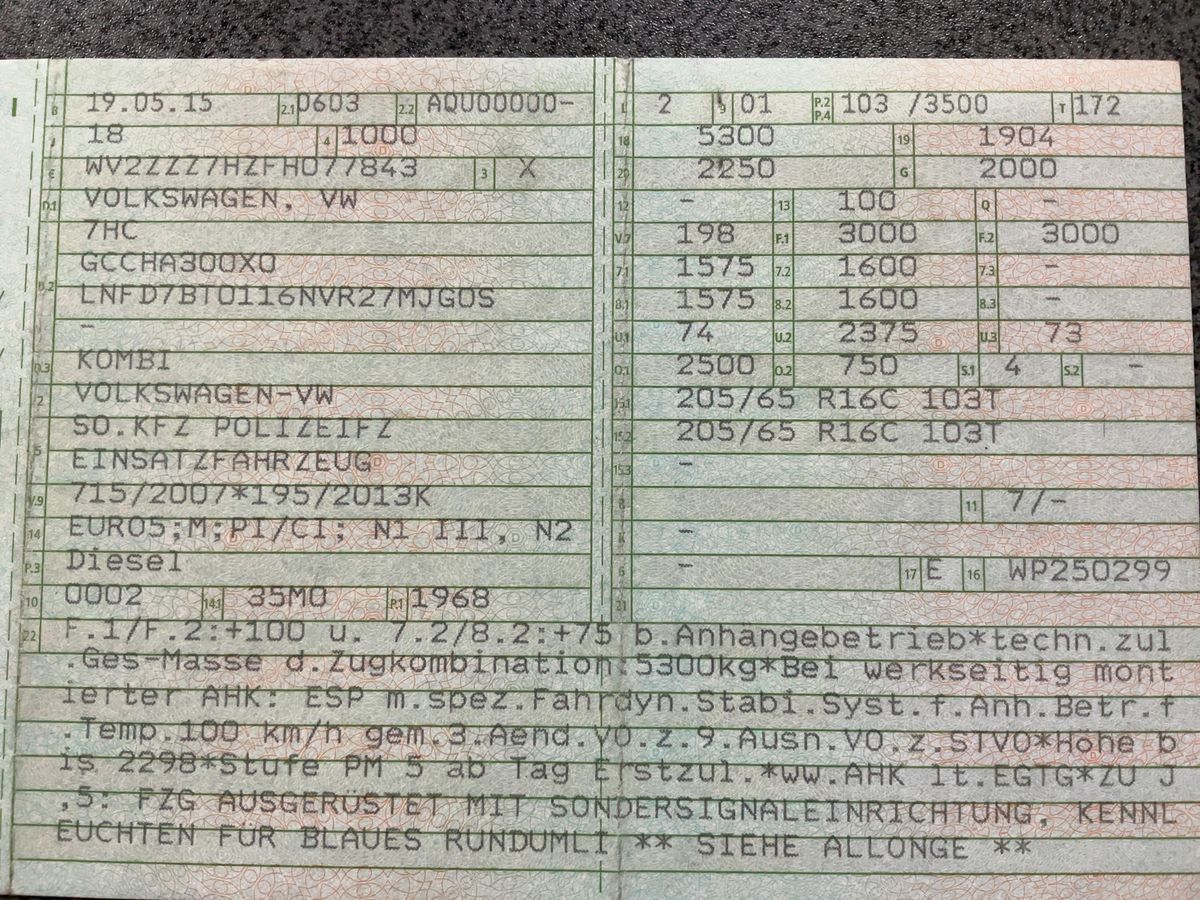 B 19.05.15 2.1 0603 2.2 AQU00000- L 2 9 01 P.2 P.4 103 /3500 T 172
J 18 4 1000 18 5300 19 1904
E WV2ZZZ7HZFH077843 3 X 20 2250 G 2000
D.1 VOLKSWAGEN, VW 12 - 13 100 Q -
7HC V.7 198 F.1 3000 F.2 3000
D.2 GCCHA300X0 7.1 1575 7.2 1600 7.3 -
LNFD7BT0116NVR27MJG0S 8.1 1575 8.2 1600 8.3 -
- U.1 74 U.2 2375 U.3 73
D.3 KOMBI O.1 2500 O.2 750 S.1 4 S.2 -
2 VOLKSWAGEN-VW 15.1 205/65 R16C 103T
5 SO.KFZ POLIZEIFZ 15.2 205/65 R16C 103T
EINSATZFAHRZEUG 15.3 -
V.9 715/2007*195/2013K R 11 7/-
14 EURO5;M;PI/CI; N1 III, N2 K -
P.3 Diesel 6 - 17 E 16 WP250299
10 0002 14.1 35M0 P.1 1968 21
22 F.1/F.2:+100 u. 7.2/8.2:+75 b.Anhängebetrieb*techn.zul
.Ges-Masse d.Zugkombination:5300kg*Bei werkseitig mont
ierter AHK: ESP m.spez.Fahrdyn.Stabi.Syst.f.Anh.Betr.f
.Temp.100 km/h gem.3.Aend.VO.z.9.Ausn.VO.z.STVO*Höhe b
is 2298*Stufe PM 5 ab Tag Erstzul.*ww.AHK lt.EGTG*ZU J
,5: FZG AUSGERÜSTET MIT SONDERSIGNALEINRICHTUNG, KENNL
EUCHTEN FÜR BLAUES RUNDUMLI ** SIEHE ALLONGE **